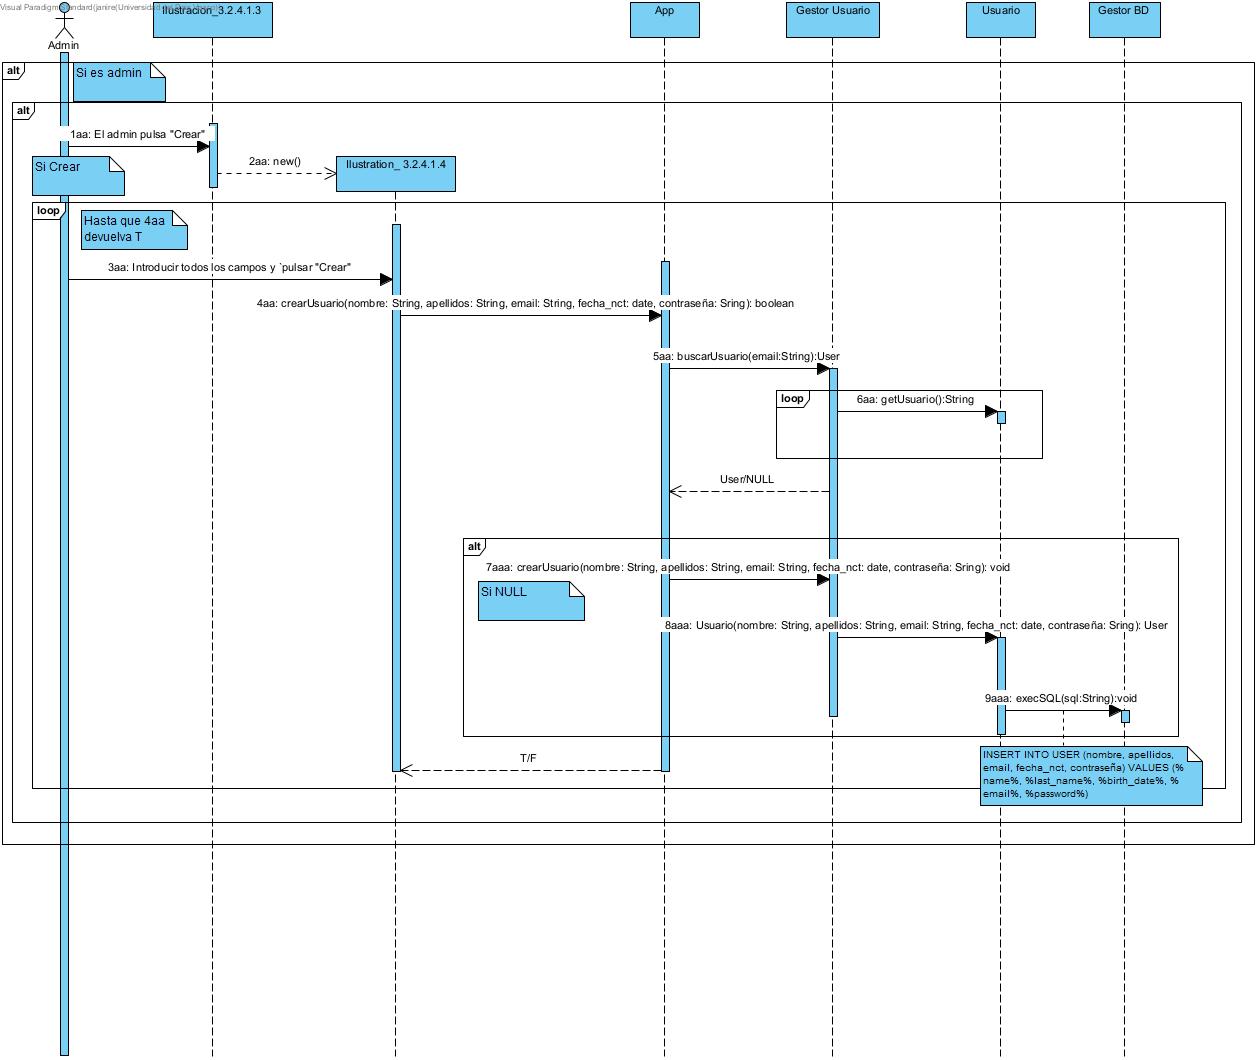 Visual Paradigm Standard(janire(Universidad del Pais Vasco))
Admin
Ilustracion_3.2.4.1.3
App
Gestor Usuario
Usuario
Gestor BD
alt
Si es admin
alt
1aa: El admin pulsa "Crear"
Si Crear
2aa: new()
Ilustration_ 3.2.4.1.4
loop
Hasta que 4aa
devuelva T
3aa: Introducir todos los campos y `pulsar "Crear"
4aa: crearUsuario(nombre: String, apellidos: String, email: String, fecha_nct: date, contraseña: Sring): boolean
5aa: buscarUsuario(email:String):User
loop
6aa: getUsuario():String
User/NULL
alt
7aaa: crearUsuario(nombre: String, apellidos: String, email: String, fecha_nct: date, contraseña: Sring): void
Si NULL
8aaa: Usuario(nombre: String, apellidos: String, email: String, fecha_nct: date, contraseña: Sring): User
9aaa: execSQL(sql:String):void
T/F
INSERT INTO USER (nombre, apellidos,
email, fecha_nct, contraseña) VALUES (%
name%, %last_name%, %birth_date%, %
email%, %password%)